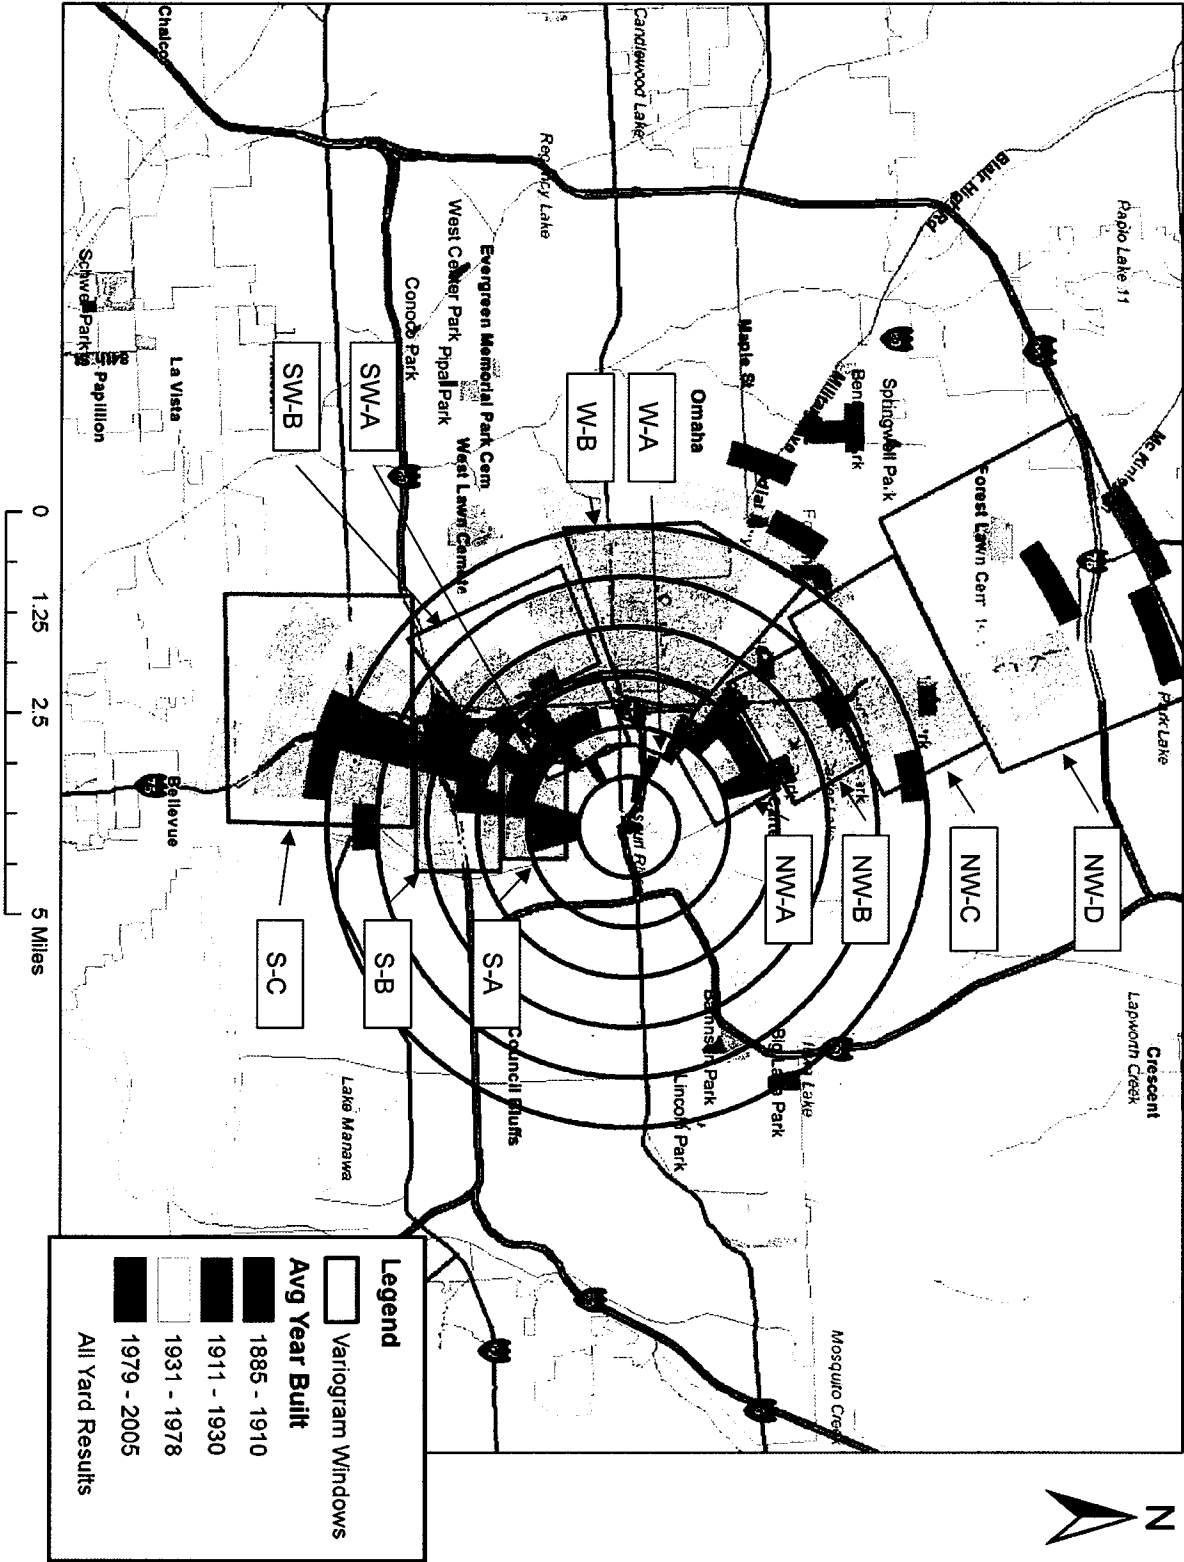 N
Papio Lake 11
McKinley
Park Lake
NW-D
Lapworth Creek
Crescent
Blair High Rd
Springwell Park
Forest Lawn Cem
NW-C
NW-B
NW-A
Mosquito Creek
Candlewood Lake
Maple St
Omaha
W-A
W-B
Big Lake Park
Lincoln Park
Regency Lake
Evergreen Memorial Park Cem
West Center Park
Pipal Park
West Lawn Cemete
Conoco Park
SW-A
SW-B
S-A
S-B
S-C
Council Bluffs
Lake Manawa
Chalco
La Vista
Papillion
Bellevue
0 1.25 2.5 5 Miles
Legend
Variogram Windows
Avg Year Built
1885 - 1910
1911 - 1930
1931 - 1978
1979 - 2005
All Yard Results